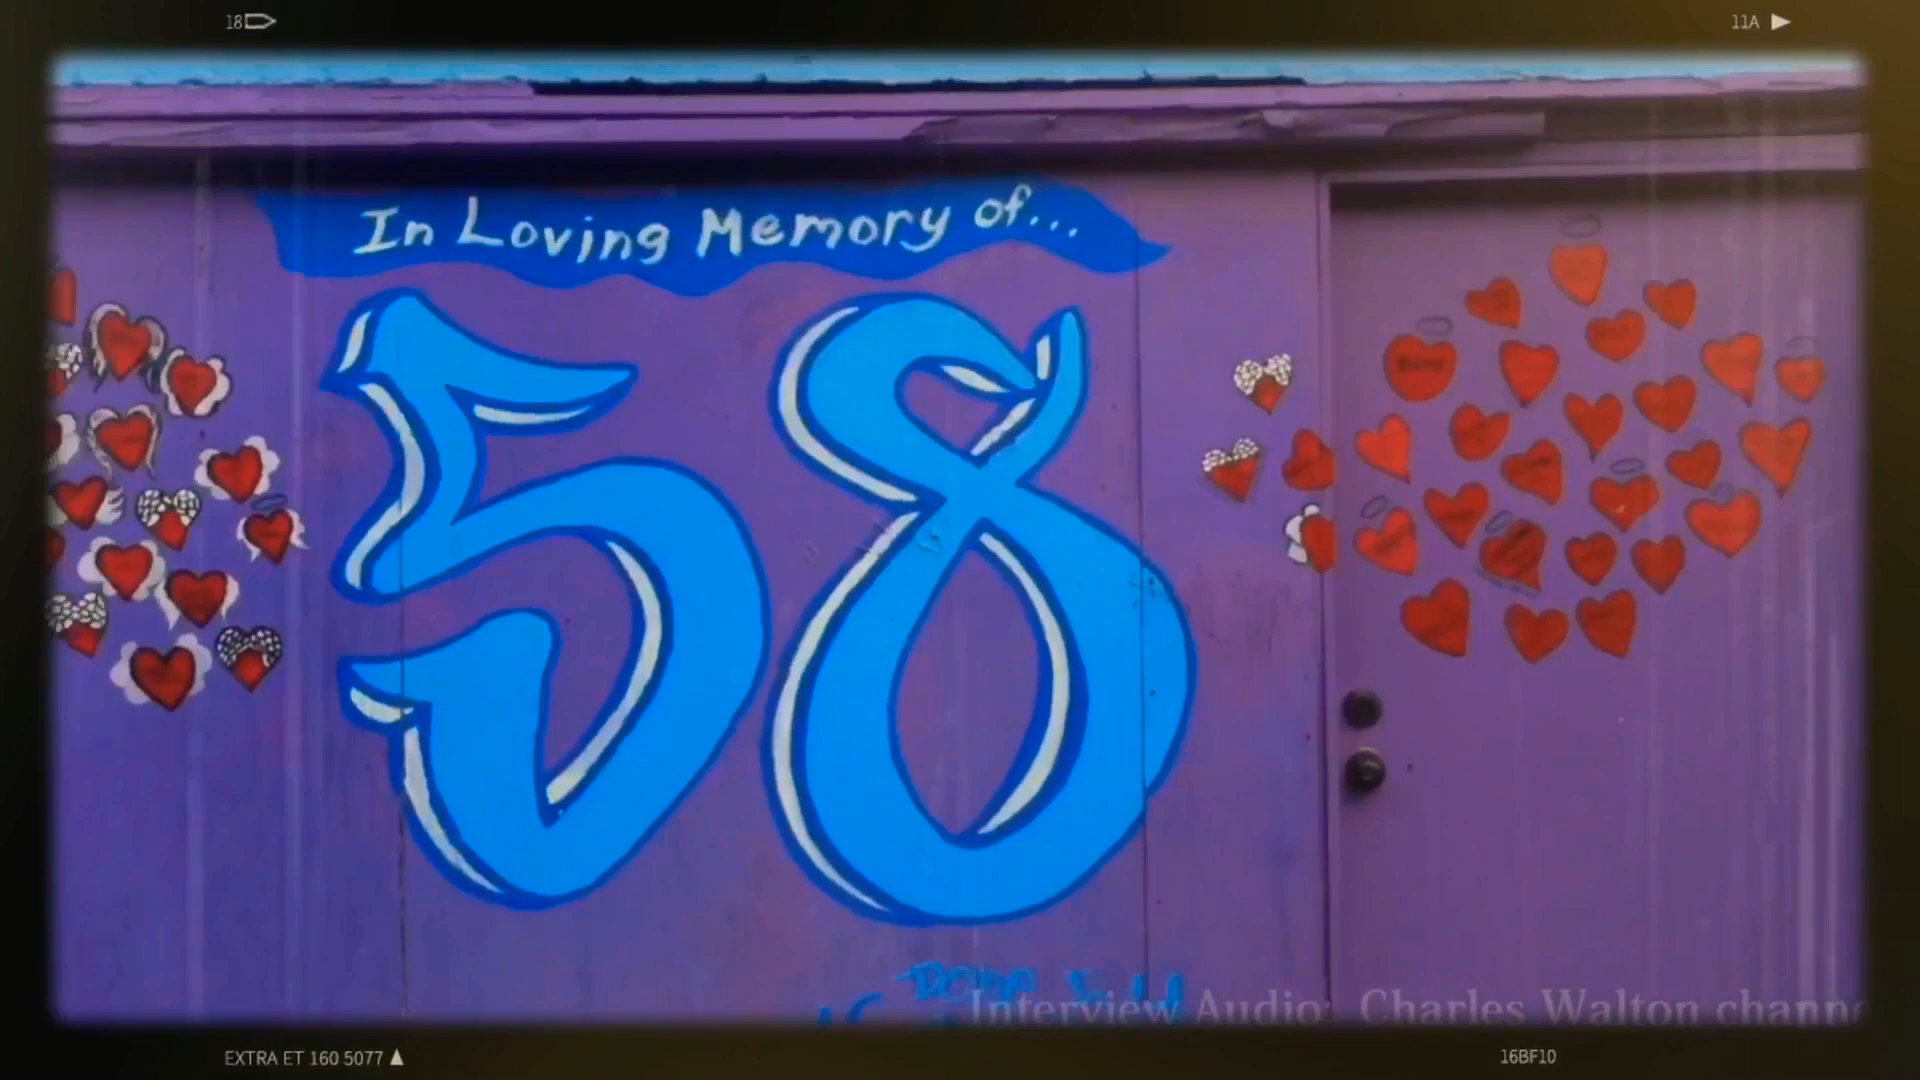 18
11A
In Loving Memory of...
58
Interview Audio: Charles Walton channe
EXTRA ET 160 5077
16BF10